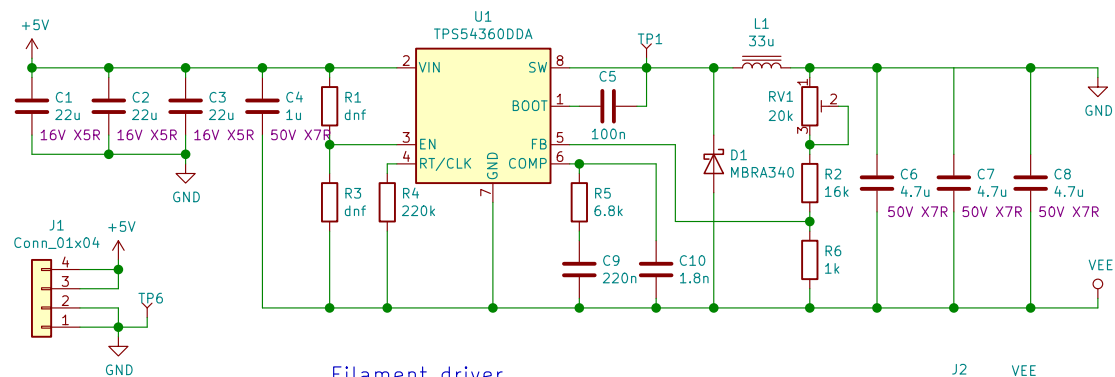 +5V
U1
TPS54360DDA
L1
33u
TP1
2 VIN SW 8
C1
22u
16V X5R
C2
22u
16V X5R
C3
22u
16V X5R
C4
1u
50V X7R
R1
dnf
BOOT 1
C5
100n
RV1
20k
1
2
3
GND
3 EN
4 RT/CLK
FB 5
COMP 6
GND
7
D1
MBRA340
GND
R3
dnf
R4
220k
R5
6.8k
R2
16k
C6
4.7u
50V X7R
C7
4.7u
50V X7R
C8
4.7u
50V X7R
J1
Conn_01x04
+5V
4
3
2
1
TP6
GND
C9
220n
C10
1.8n
R6
1k
VEE
Filament driver
J2
VEE